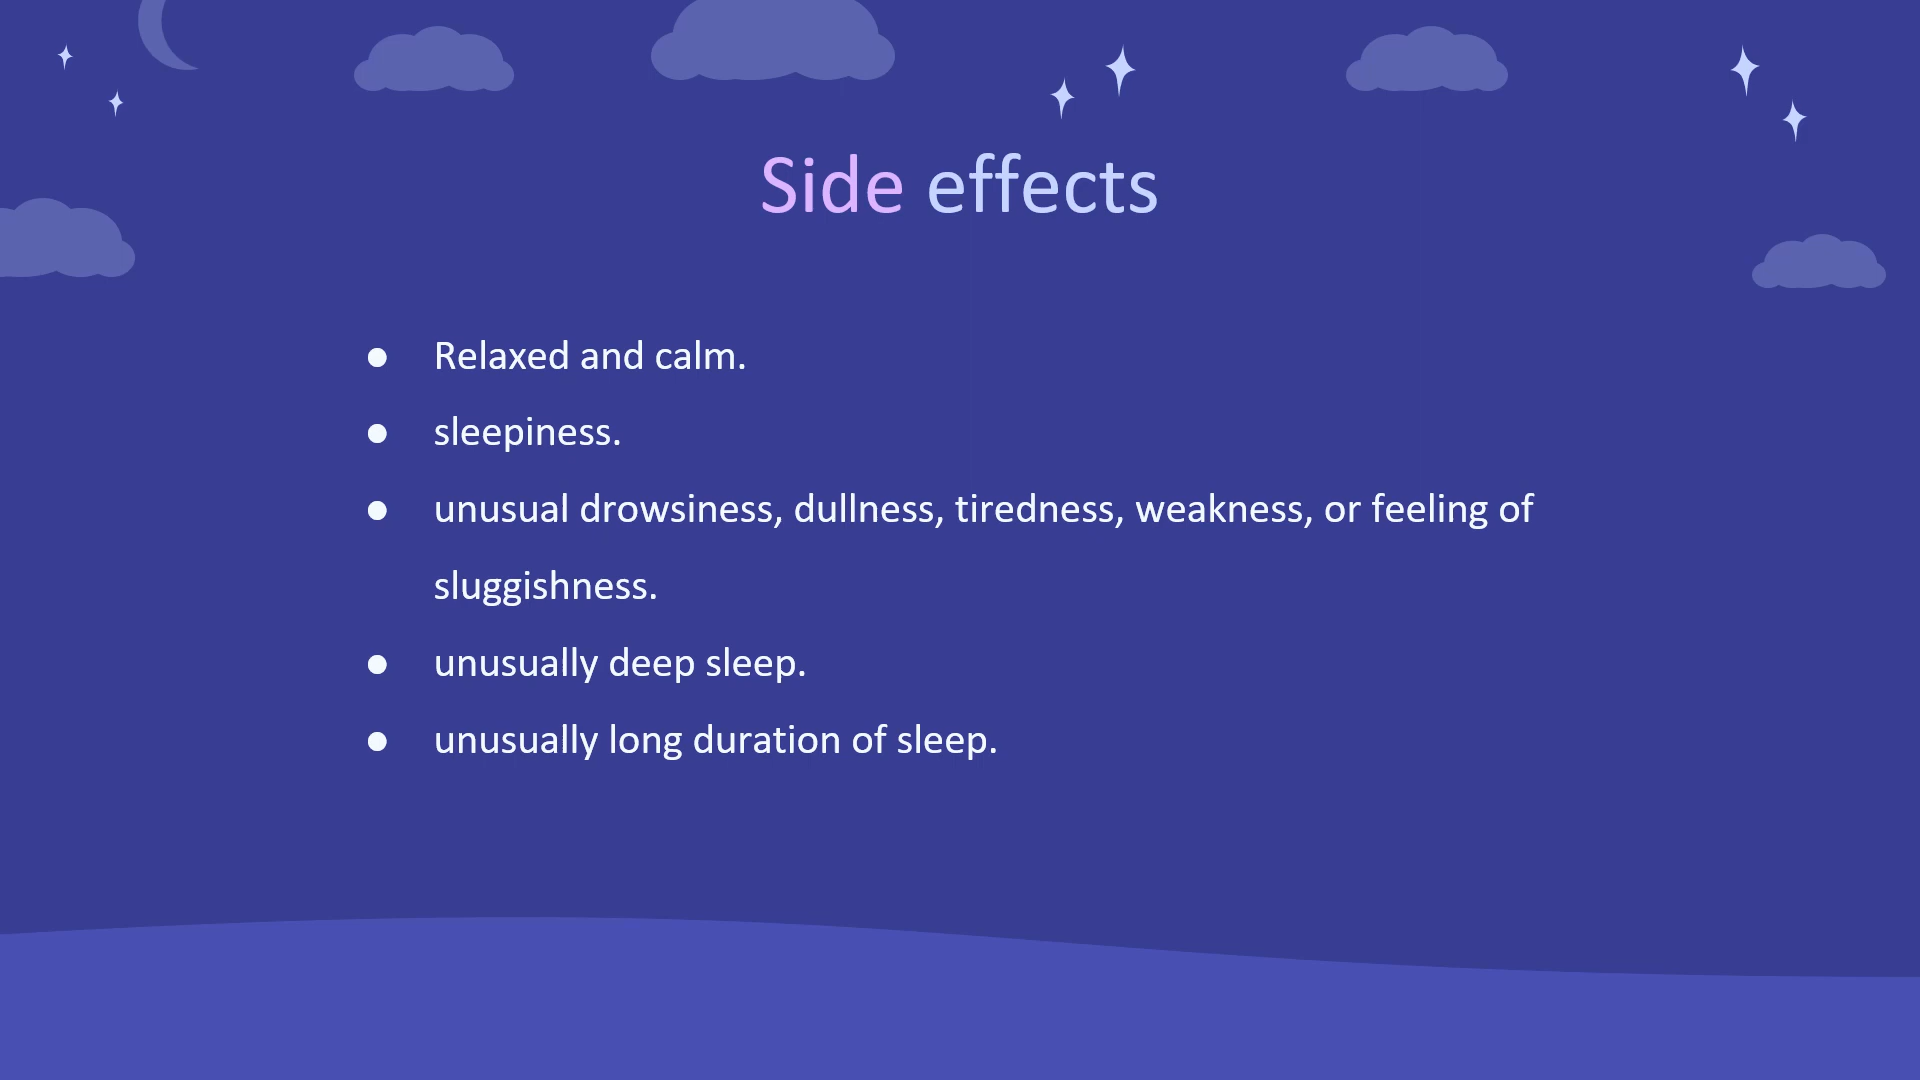 Side effects
● Relaxed and calm.
● sleepiness.
● unusual drowsiness, dullness, tiredness, weakness, or feeling of
sluggishness.
● unusually deep sleep.
● unusually long duration of sleep.